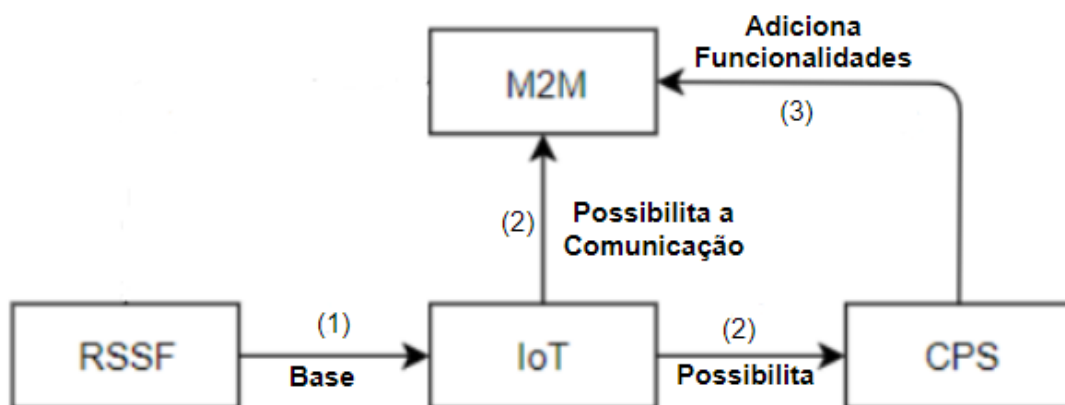 Adiciona
Funcionalidades
M2M
(3)
(2)
Possibilita a
Comunicação
RSSF
(1)
Base
IoT
(2)
Possibilita
CPS